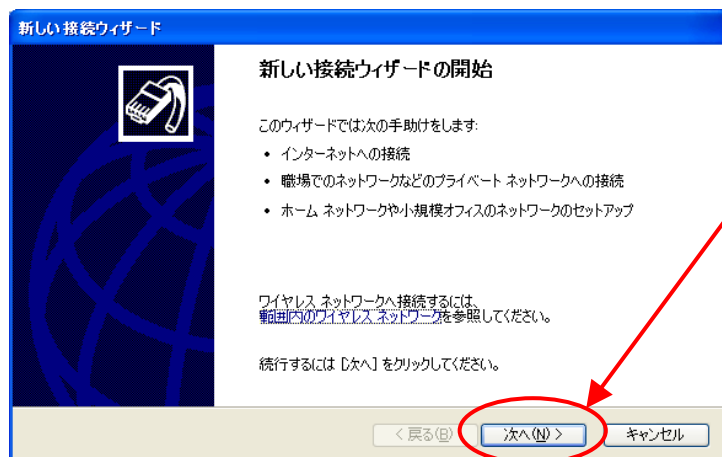 新しい接続ウィザード
新しい接続ウィザードの開始
このウィザードでは次の手助けをします:
• インターネットへの接続
• 職場でのネットワークなどのプライベート ネットワークへの接続
• ホーム ネットワークや小規模オフィスのネットワークのセットアップ
ワイヤレス ネットワークへ接続するには、
範囲内のワイヤレス ネットワークを参照してください。
続行するには [次へ] をクリックしてください。
< 戻る(B)
次へ(N) >
キャンセル